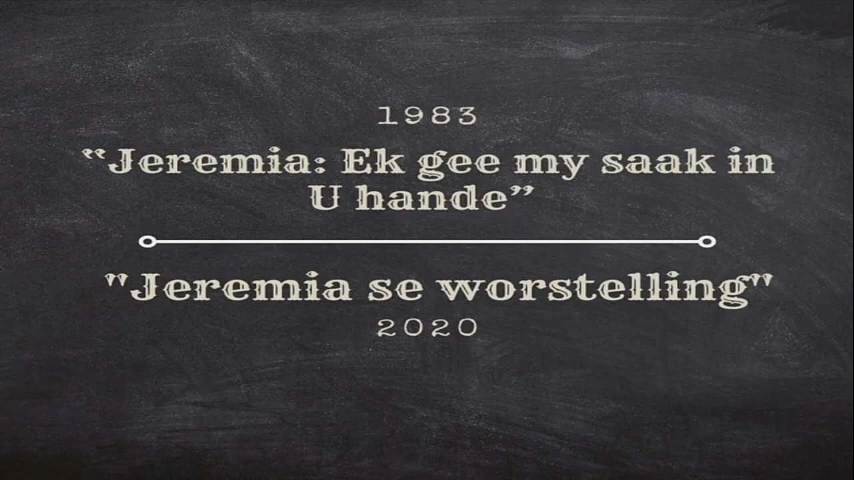 1983
“Jeremia: Ek gee my saak in
U hande”
"Jeremia se worstelling"
2020